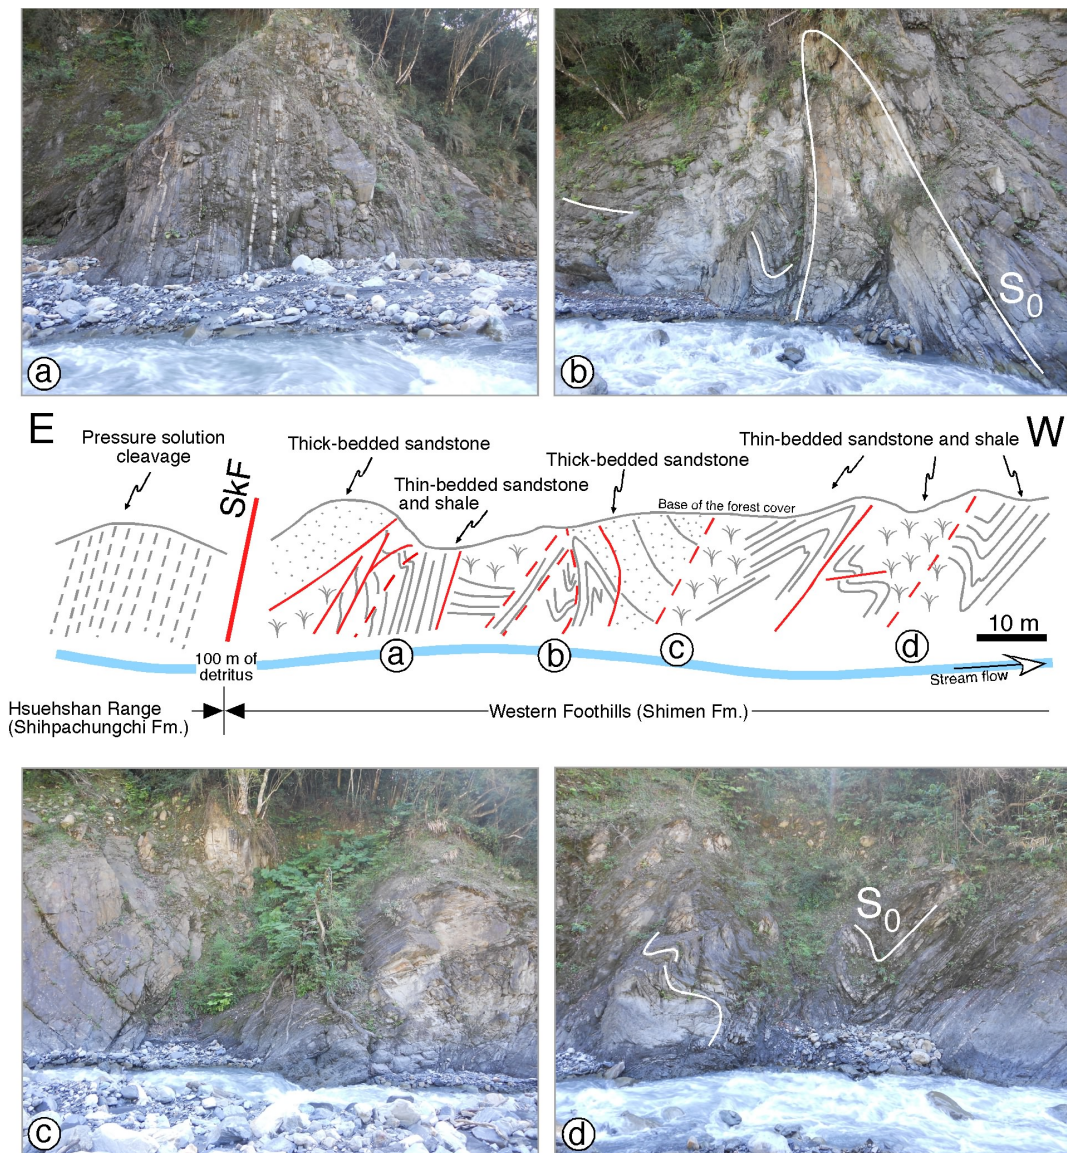 a
b
S0
E
W
Pressure solution
cleavage
SkF
Thick-bedded sandstone
Thin-bedded sandstone
and shale
Thick-bedded sandstone
Thin-bedded sandstone and shale
Base of the forest cover
10 m
a
b
c
d
100 m of
detritus
Stream flow
Hsuehshan Range
(Shihpachungchi Fm.)
Western Foothills (Shimen Fm.)
S0
c
d